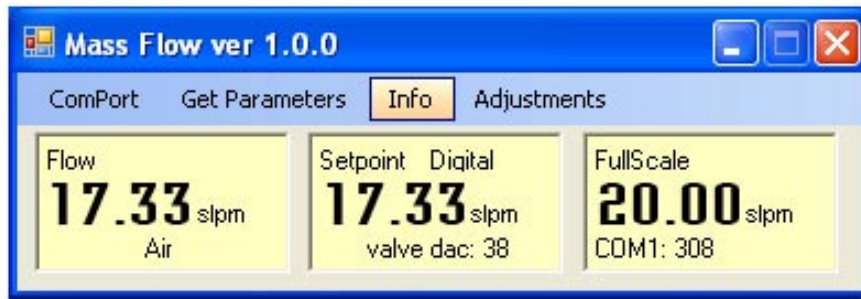 Mass Flow ver 1.0.0
ComPort Get Parameters Info Adjustments
Flow
17.33 slpm
Air
Setpoint Digital
17.33 slpm
valve dac: 38
FullScale
20.00 slpm
COM1: 308